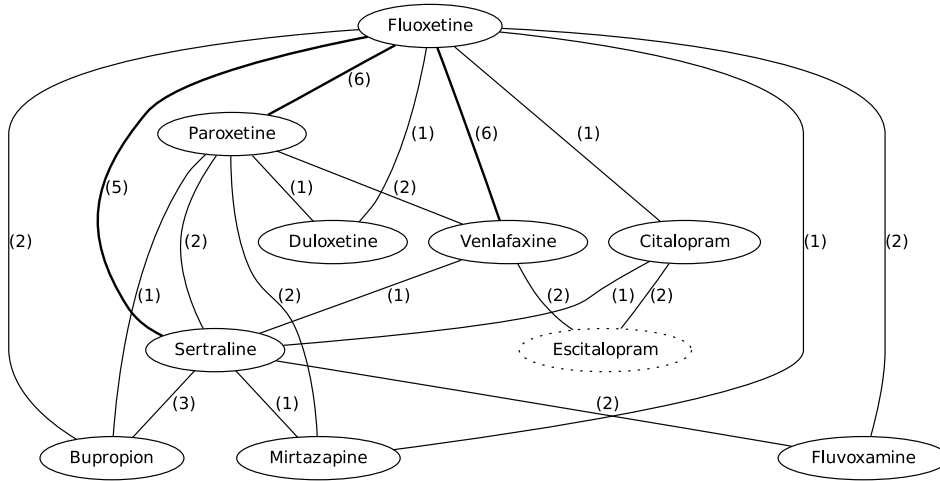 Fluoxetine
(6)
Paroxetine
(1)
(6)
(1)
(5)
(1)
(2)
(2)
(2)
Duloxetine
Venlafaxine
Citalopram
(1)
(2)
(1)
(2)
(1)
(2)
(1)
(2)
Sertraline
Escitalopram
(3)
(1)
(2)
Bupropion
Mirtazapine
Fluvoxamine